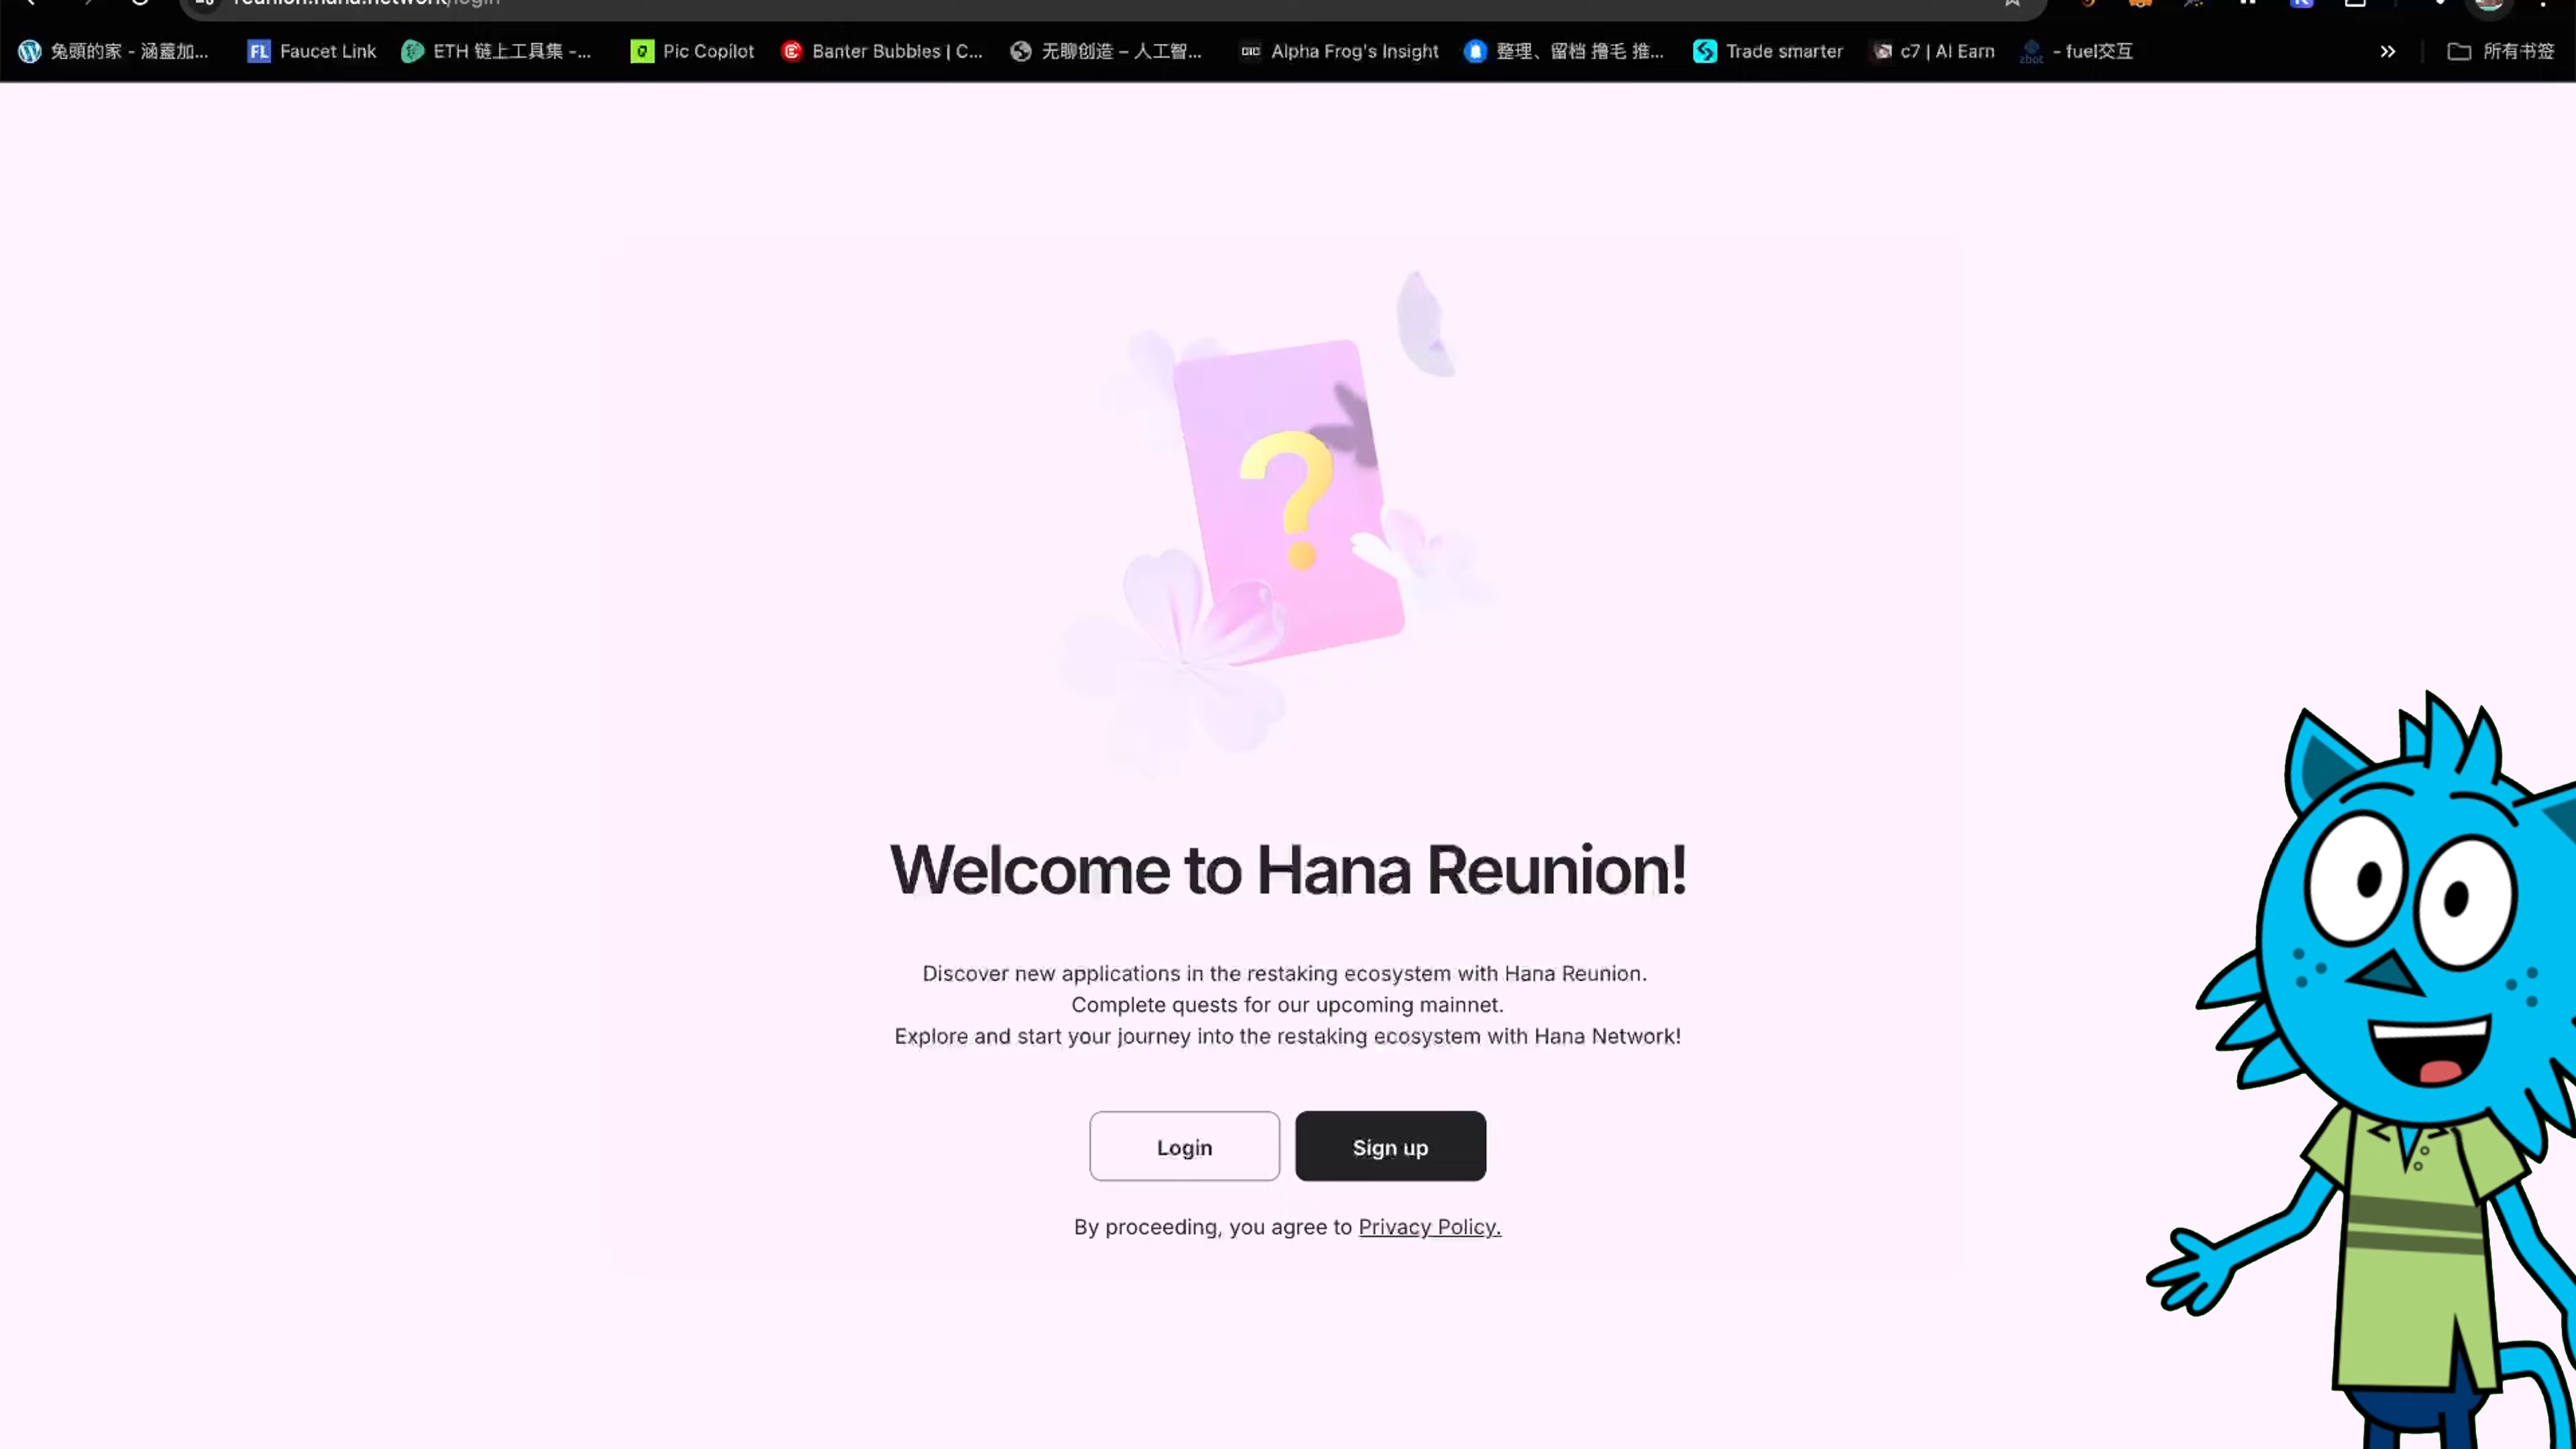 兔頭的家 - 涵蓋加...
FL Faucet Link
ETH 链上工具集 -...
Pic Copilot
Banter Bubbles | C...
无聊创造 – 人工智...
Alpha Frog's Insight
整理、留档 撸毛 推...
Trade smarter
c7 | AI Earn
zbot - fuel交互
所有书签
Welcome to Hana Reunion!
Discover new applications in the restaking ecosystem with Hana Reunion.
Complete quests for our upcoming mainnet.
Explore and start your journey into the restaking ecosystem with Hana Network!
Login
Sign up
By proceeding, you agree to Privacy Policy.